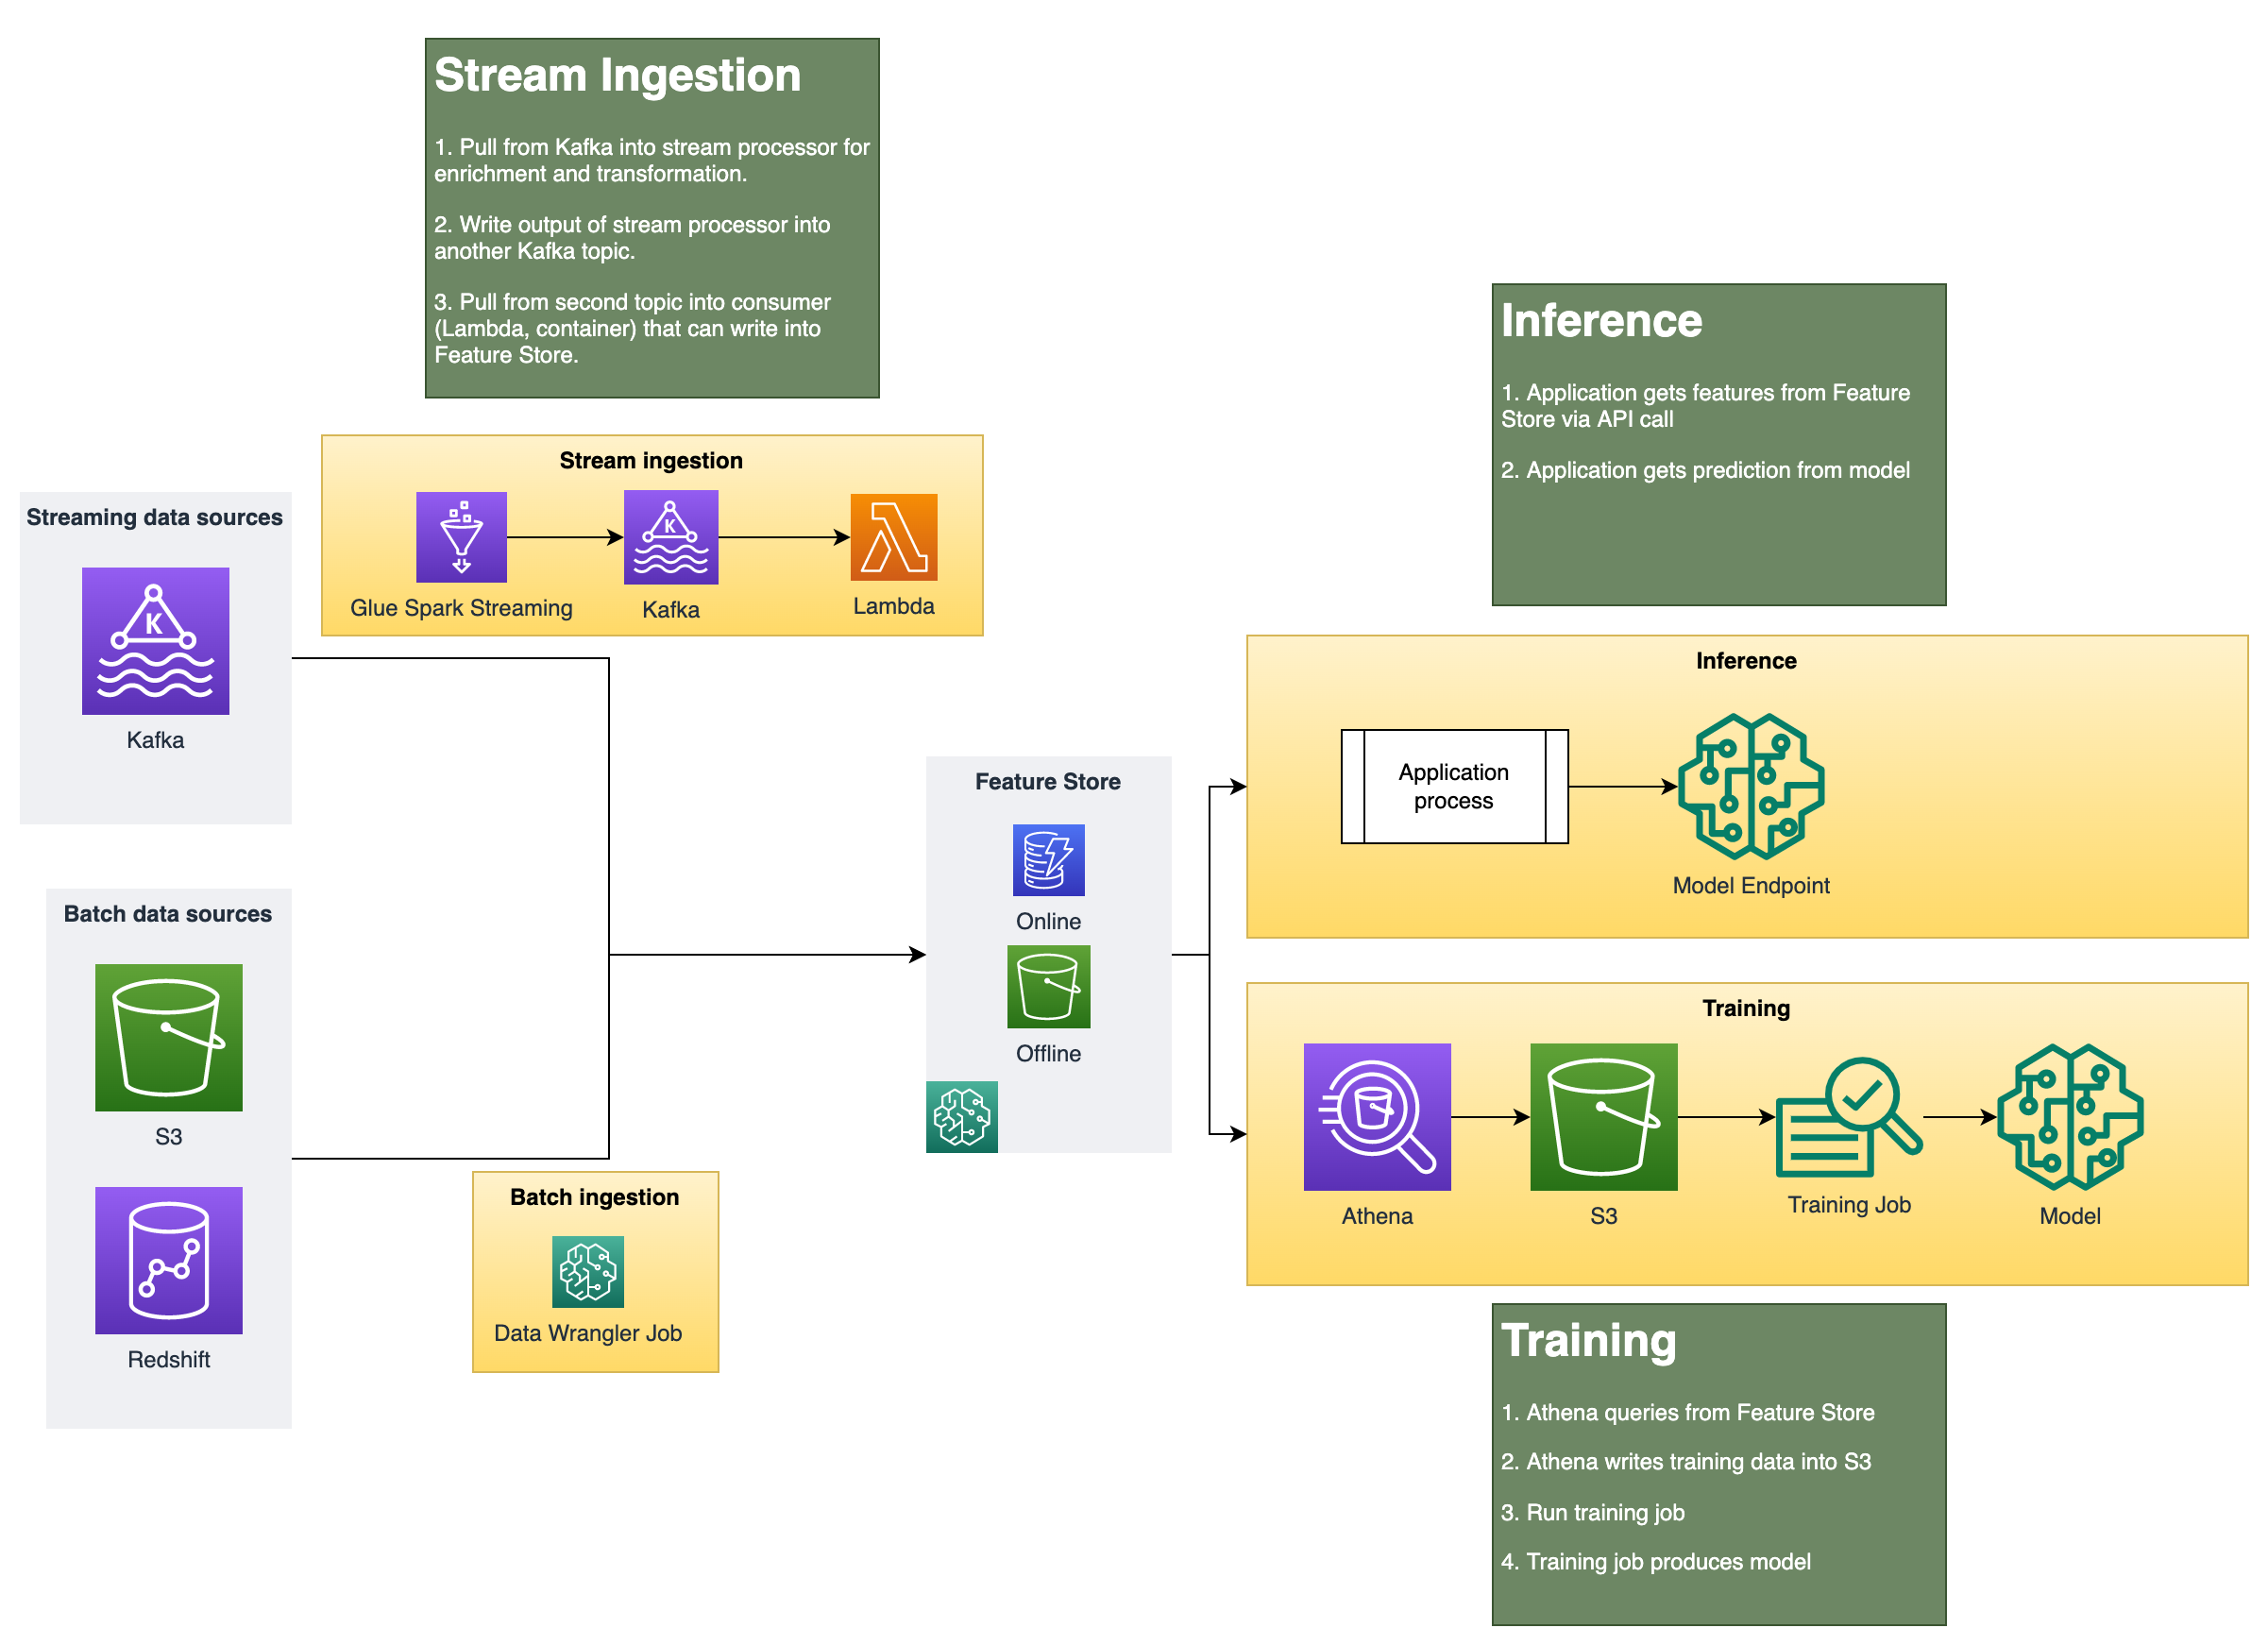 Stream Ingestion
1. Pull from Kafka into stream processor for
enrichment and transformation.
2. Write output of stream processor into
another Kafka topic.
3. Pull from second topic into consumer
(Lambda, container) that can write into
Feature Store.
Stream ingestion
Glue Spark Streaming
K
Kafka
Lambda
Streaming data sources
K
Kafka
Batch data sources
S3
Redshift
Batch ingestion
Data Wrangler Job
Feature Store
Online
Offline
Inference
1. Application gets features from Feature
Store via API call
2. Application gets prediction from model
Inference
Application
process
Model Endpoint
Training
Athena
S3
Training Job
Model
Training
1. Athena queries from Feature Store
2. Athena writes training data into S3
3. Run training job
4. Training job produces model